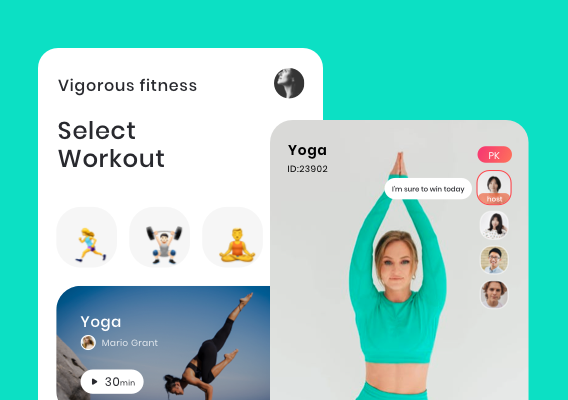 Vigorous fitness
Select
Workout
Yoga
Mario Grant
30min
Yoga
ID:23902
PK
I'm sure to win today
host